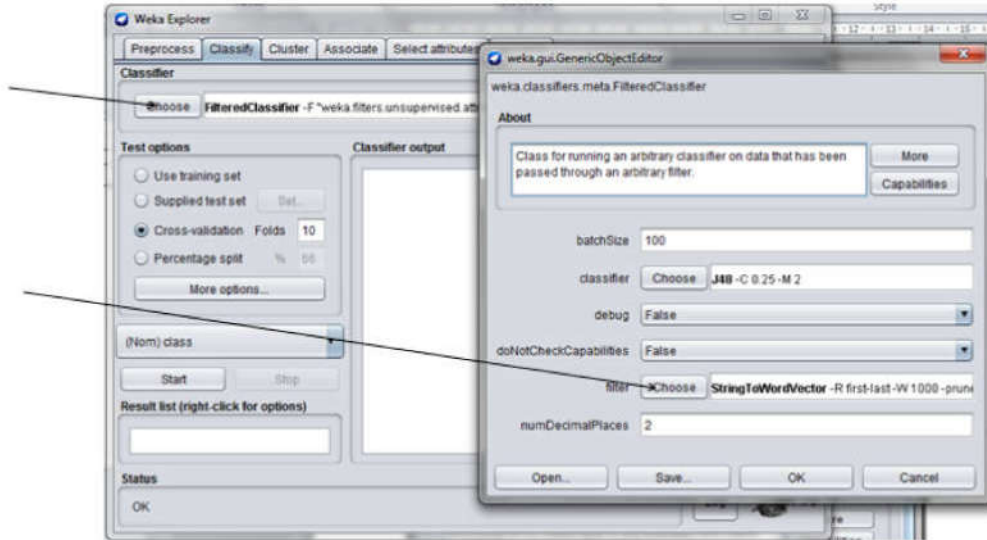 Style
Weka Explorer
Preprocess Classify Cluster Associate Select attributes
Classifier
Choose FilteredClassifier -F "weka.filters.unsupervised.att
Test options
Use training set
Supplied test set Set...
Cross-validation Folds 10
Percentage split % 66
More options...
(Nom) class
Start Stop
Result list (right-click for options)
Classifier output
Status
OK
weka.gui.GenericObjectEditor
weka.classifiers.meta.FilteredClassifier
About
Class for running an arbitrary classifier on data that has been
passed through an arbitrary filter.
More
Capabilities
batchSize 100
classifier Choose J48 -C 0.25 -M 2
debug False
doNotCheckCapabilities False
filter Choose StringToWordVector -R first-last -W 1000 -prune
numDecimalPlaces 2
Open... Save... OK Cancel